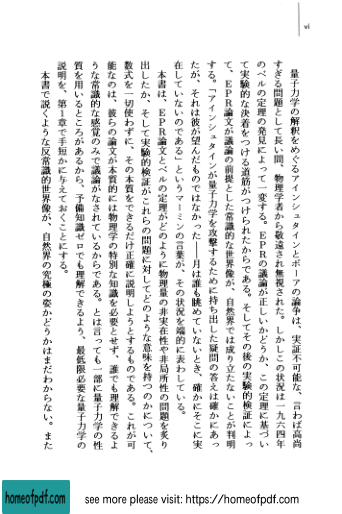 vi
量子力学の解釈をめぐるアインシュタインとボーアの論争は、実証不可能な、言わば高尚
すぎる問題として長い間、物理学者から敬遠され無視された。しかしこの状況は一九六四年
のベルの定理の発見によって一変する。EPRの議論が正しいかどうか、この定理に基づい
て実験的な決着をつける道筋がつけられたからである。そしてその後の実験的検証によっ
て、EPR論文が議論の前提とした常識的な世界像が、自然界では成り立たないことが判明
する。「アインシュタインが量子力学を攻撃するために持ち出した疑問の答えは確かにあっ
たが、それは彼が望んだものではなかった──月は誰も眺めていないとき、確かにそこに実
在していないのである」というマーミンの言葉が、その状況を端的に表わしている。
本書は、EPR論文とベルの定理がどのように物理量の非実在性や非局所性の問題を炙り
出したか、そして実験的検証がこれらの問題に対してどのような意味を持つのかについて、
数式を一切使わずに、その本質をできるだけ正確に説明しようとするものである。これが可
能なのは、彼らの論文が本質的には物理学の特別な知識を必要とせず、誰でも理解できるよ
うな常識的な感覚のみで議論がなされているからである。とは言っても一部に量子力学の性
質を用いるところがあるから、予備知識ゼロでも理解できるよう、最低限必要な量子力学の
説明を、第1章で手短かに与えておくことにする。
本書で説くような反常識的世界像が、自然界の究極の姿かどうかはまだわからない。また
homeofpdf.com
see more please visit: https://homeofpdf.com